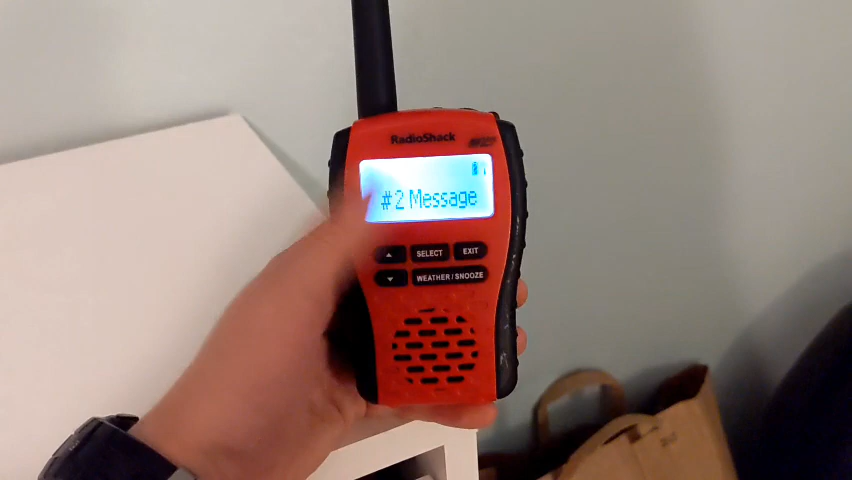 RadioShack
#2 Message
SELECT
EXIT
WEATHER / SNOOZE